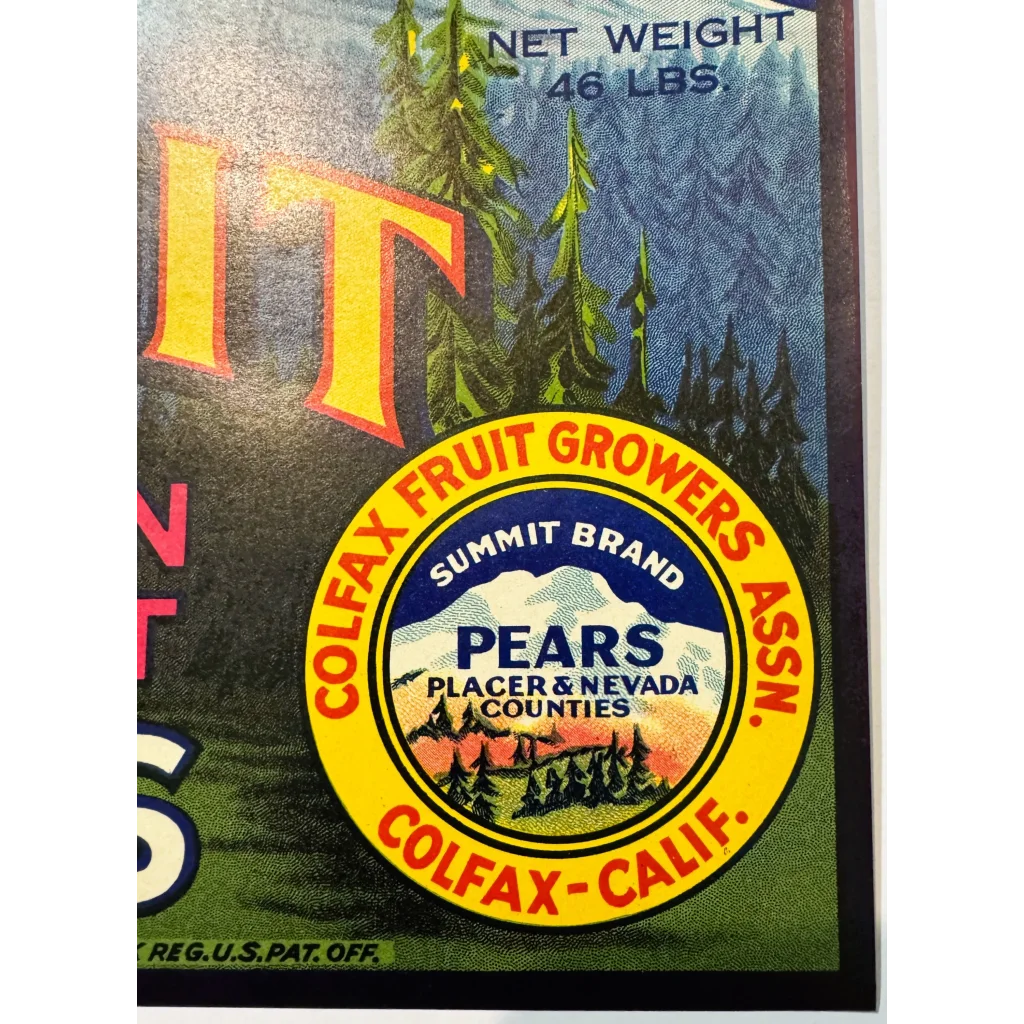 NET WEIGHT
46 LBS.
IT
N
T
S
COLFAX FRUIT GROWERS ASSN.
SUMMIT BRAND
PEARS
PLACER & NEVADA
COUNTIES
COLFAX-CALIF.
K REG.U.S.PAT. OFF.